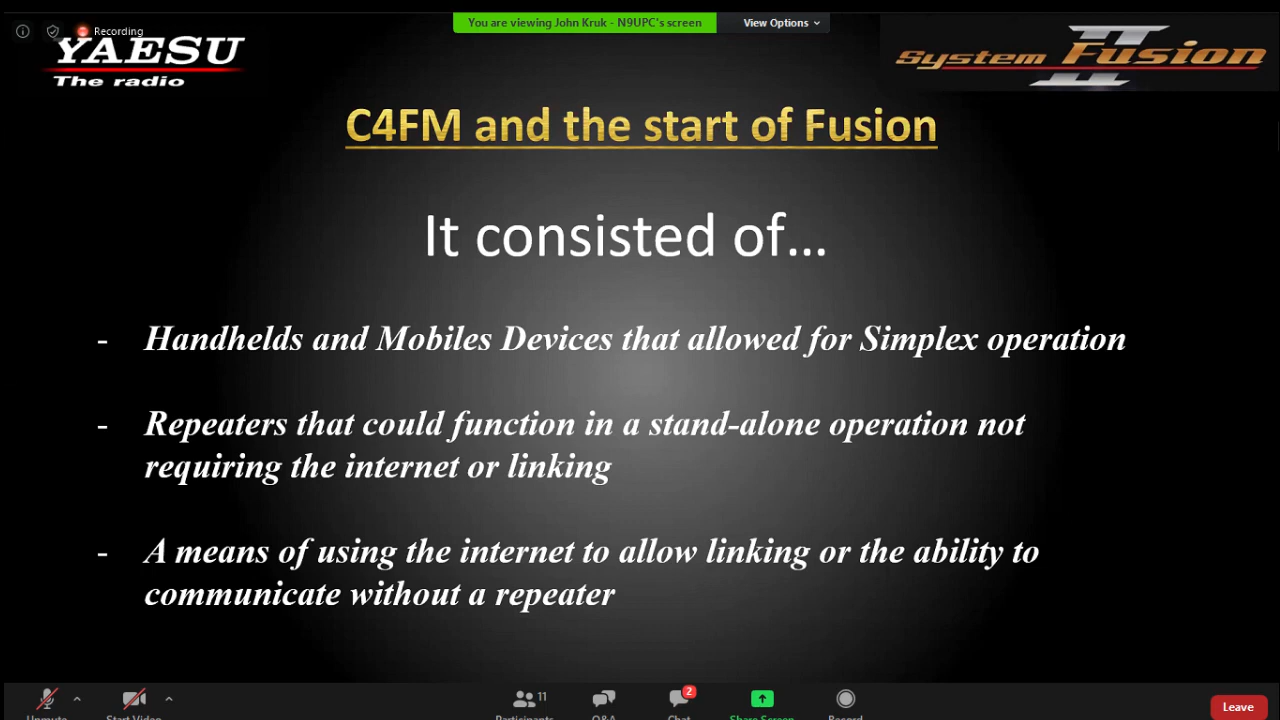 You are viewing John Kruk - N9UPC's screen
View Options
Recording
YAESU
The radio
System Fusion II
C4FM and the start of Fusion
It consisted of...
- Handhelds and Mobiles Devices that allowed for Simplex operation
- Repeaters that could function in a stand-alone operation not
requiring the internet or linking
- A means of using the internet to allow linking or the ability to
communicate without a repeater
Unmute
Start Video
11
Participants
Q&A
2
Chat
Share Screen
Record
Leave